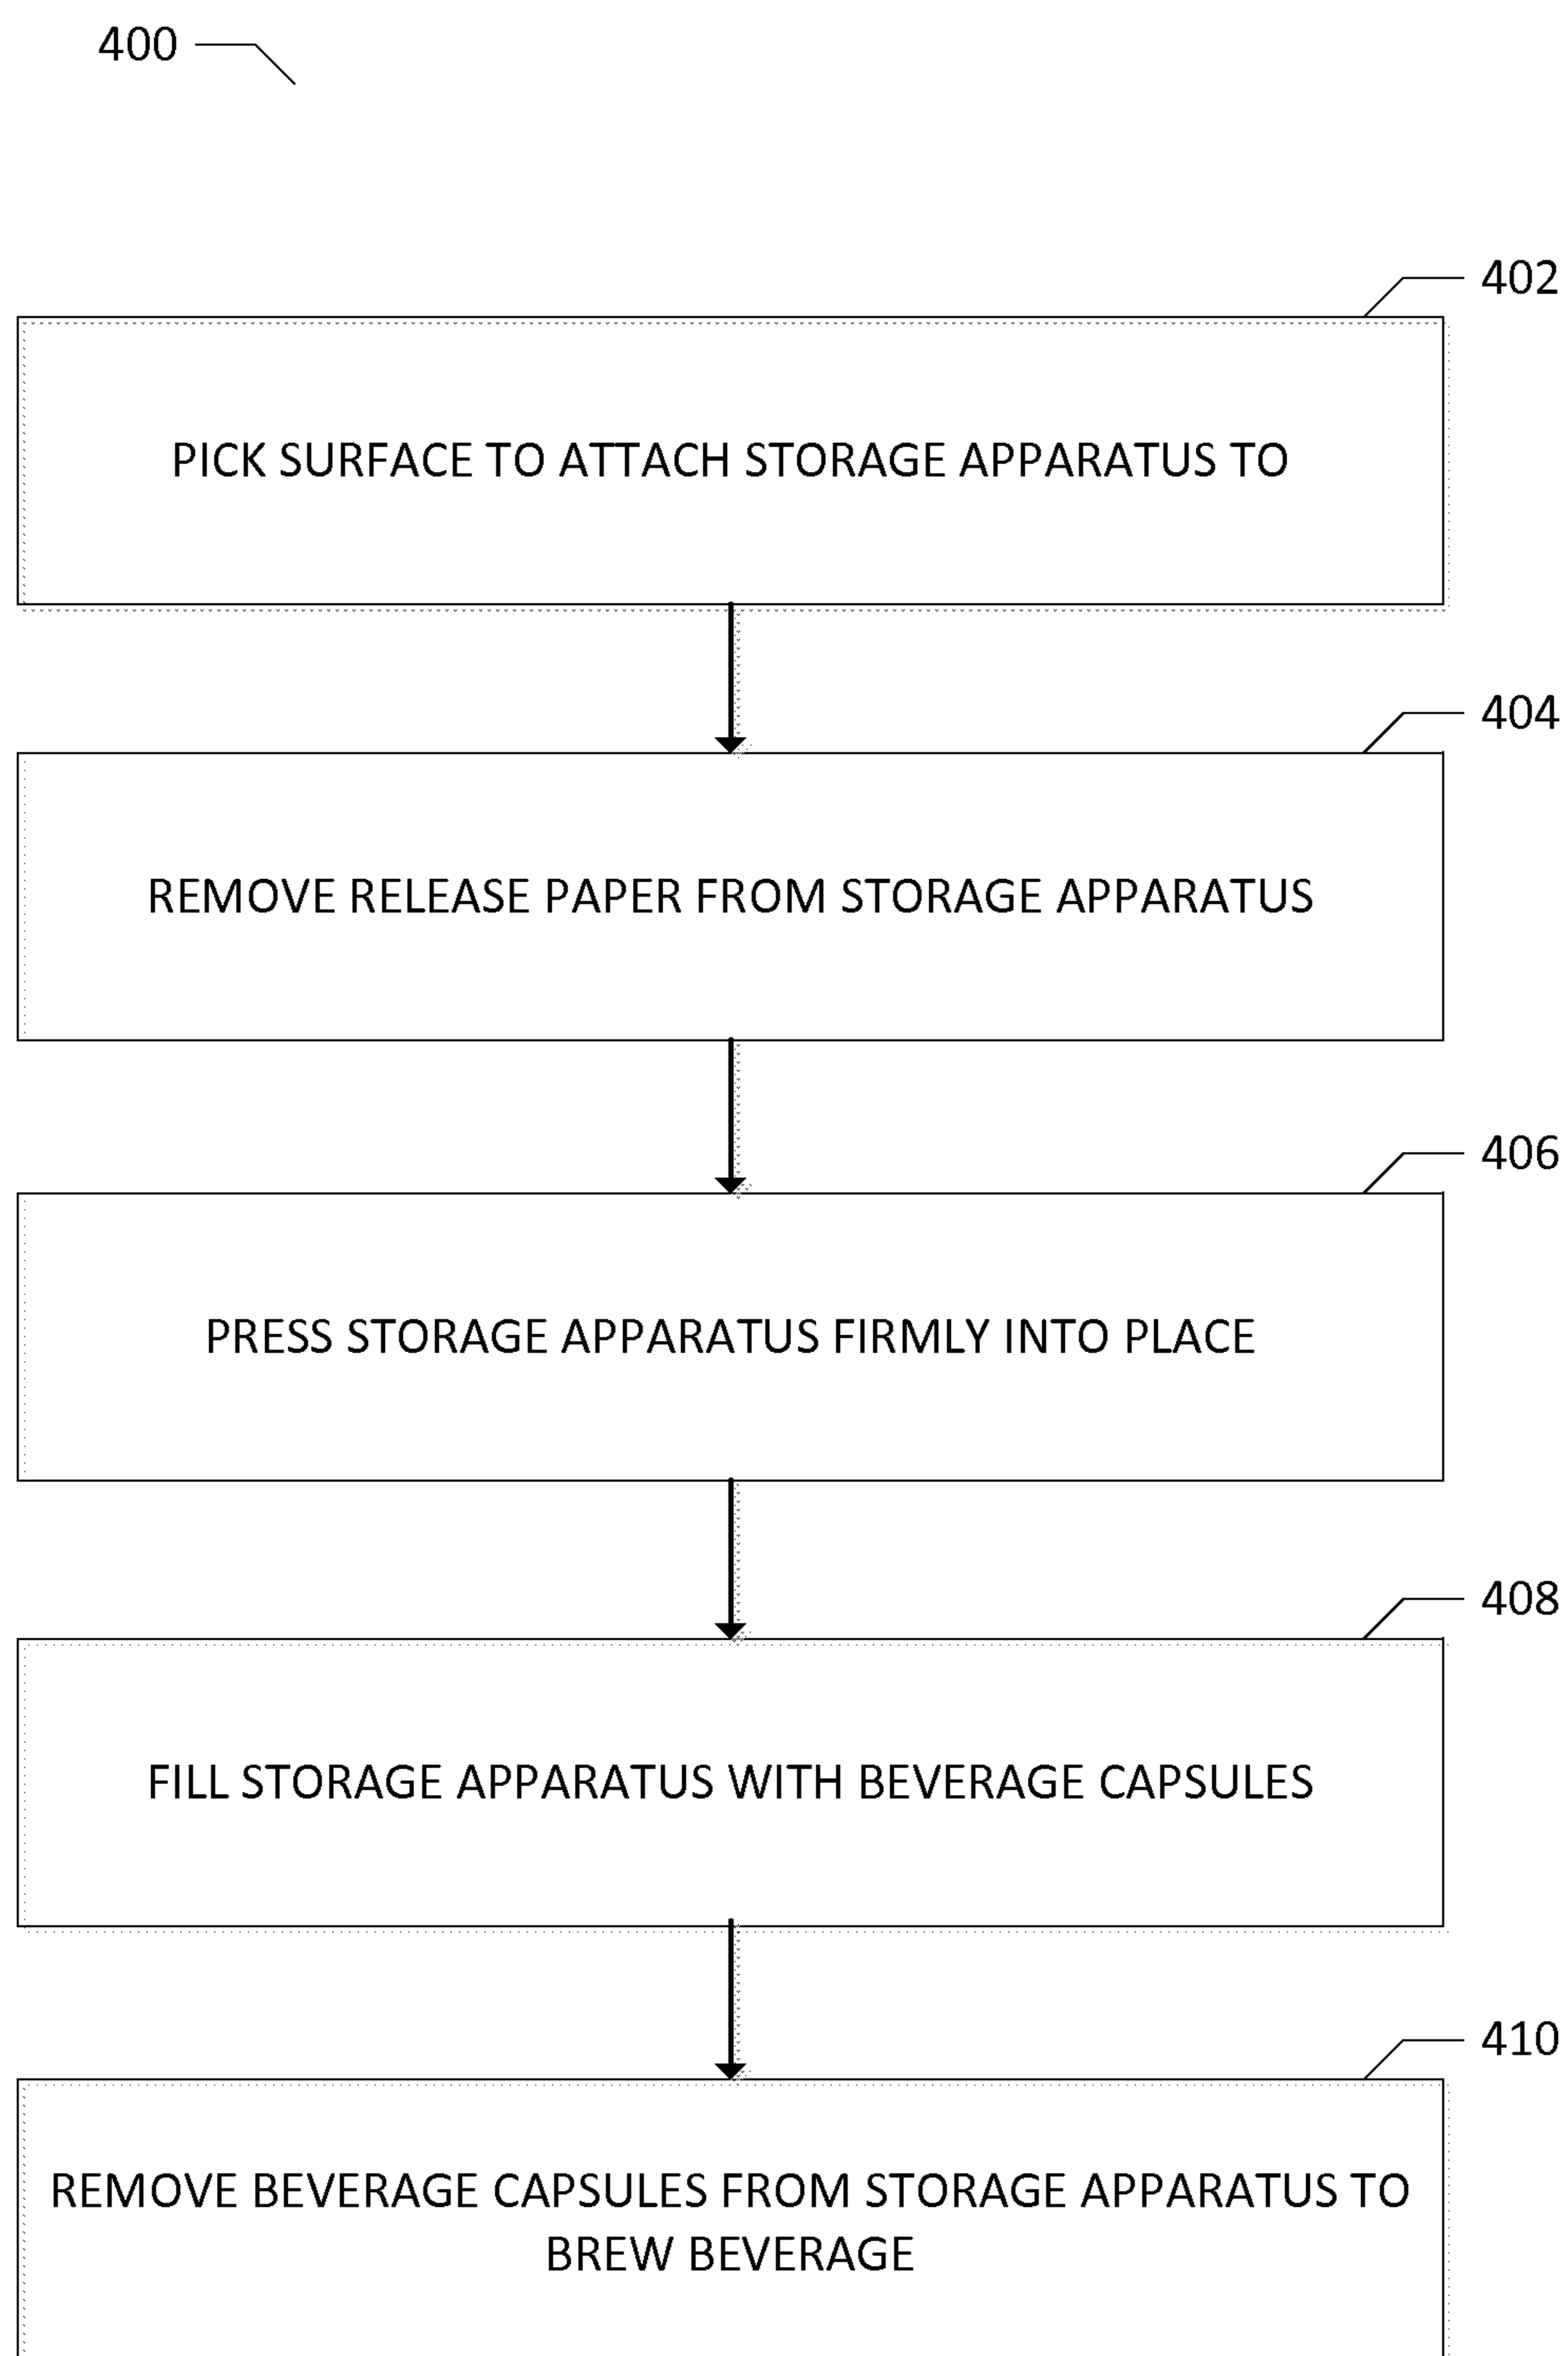 400
402
PICK SURFACE TO ATTACH STORAGE APPARATUS TO
404
REMOVE RELEASE PAPER FROM STORAGE APPARATUS
406
PRESS STORAGE APPARATUS FIRMLY INTO PLACE
408
FILL STORAGE APPARATUS WITH BEVERAGE CAPSULES
410
REMOVE BEVERAGE CAPSULES FROM STORAGE APPARATUS TO
BREW BEVERAGE